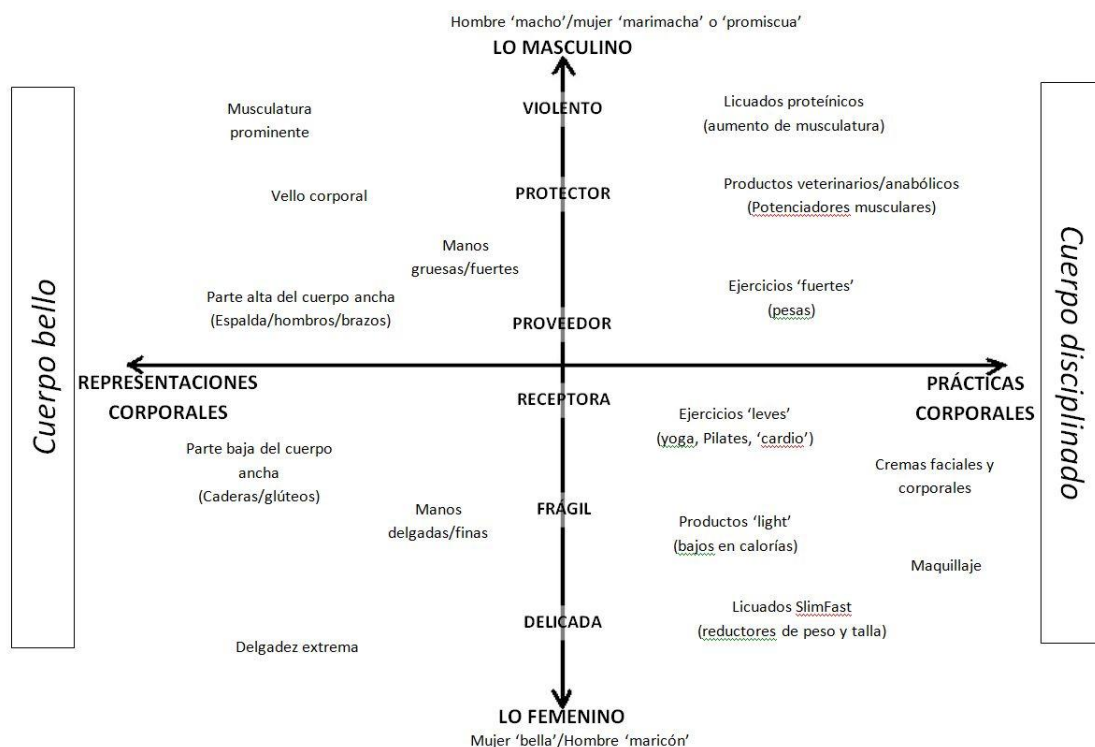 Hombre ‘macho’/mujer ‘marimacha’ o ‘promiscua’
LO MASCULINO
Cuerpo bello
Musculatura
prominente
VIOLENTO
Licuados proteínicos
(aumento de musculatura)
Vello corporal
PROTECTOR
Productos veterinarios/anabólicos
(Potenciadores musculares)
Manos
gruesas/fuertes
Parte alta del cuerpo ancha
(Espalda/hombros/brazos)
PROVEEDOR
Ejercicios ‘fuertes’
(pesas)
Cuerpo disciplinado
REPRESENTACIONES
CORPORALES
RECEPTORA
PRÁCTICAS
CORPORALES
Ejercicios ‘leves’
(yoga, Pilates, ‘cardio’)
Parte baja del cuerpo
ancha
(Caderas/glúteos)
Cremas faciales y
corporales
Manos
delgadas/finas
FRÁGIL
Productos ‘light’
(bajos en calorías)
Maquillaje
DELICADA
Licuados SlimFast
(reductores de peso y talla)
Delgadez extrema
LO FEMENINO
Mujer ‘bella’/Hombre ‘maricón’